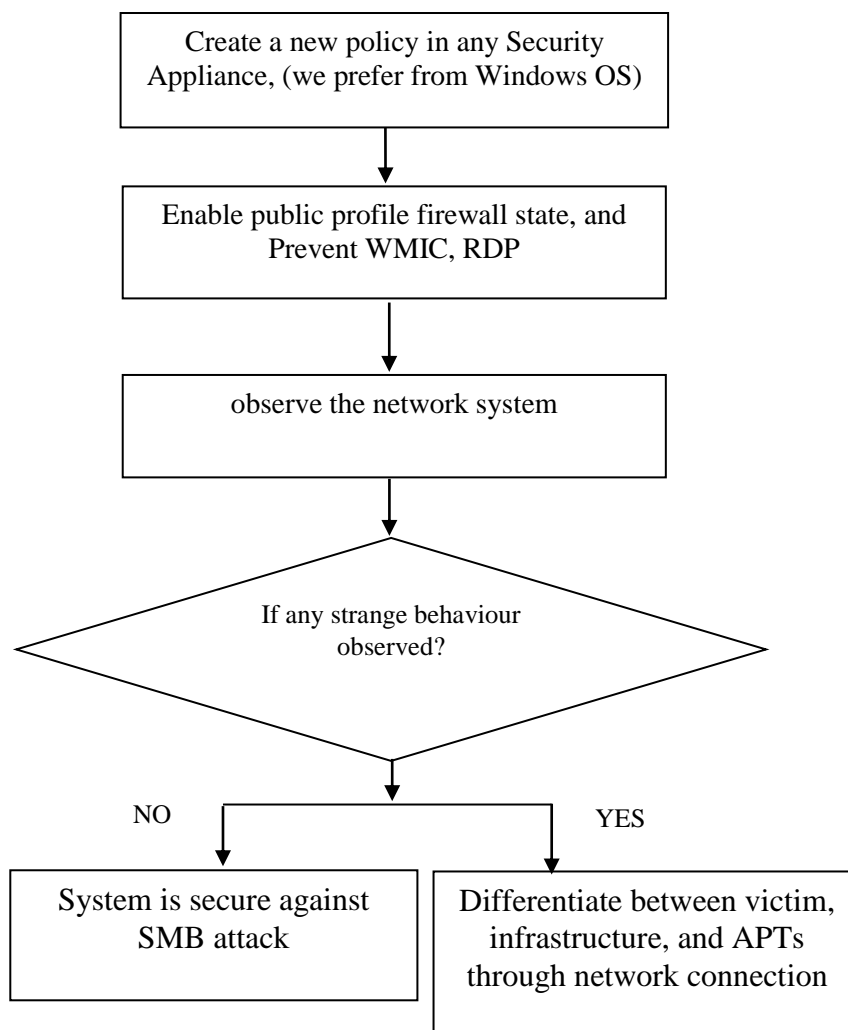 Create a new policy in any Security
Appliance, (we prefer from Windows OS)
Enable public profile firewall state, and
Prevent WMIC, RDP
observe the network system
If any strange behaviour
observed?
NO
YES
System is secure against
SMB attack
Differentiate between victim,
infrastructure, and APTs
through network connection